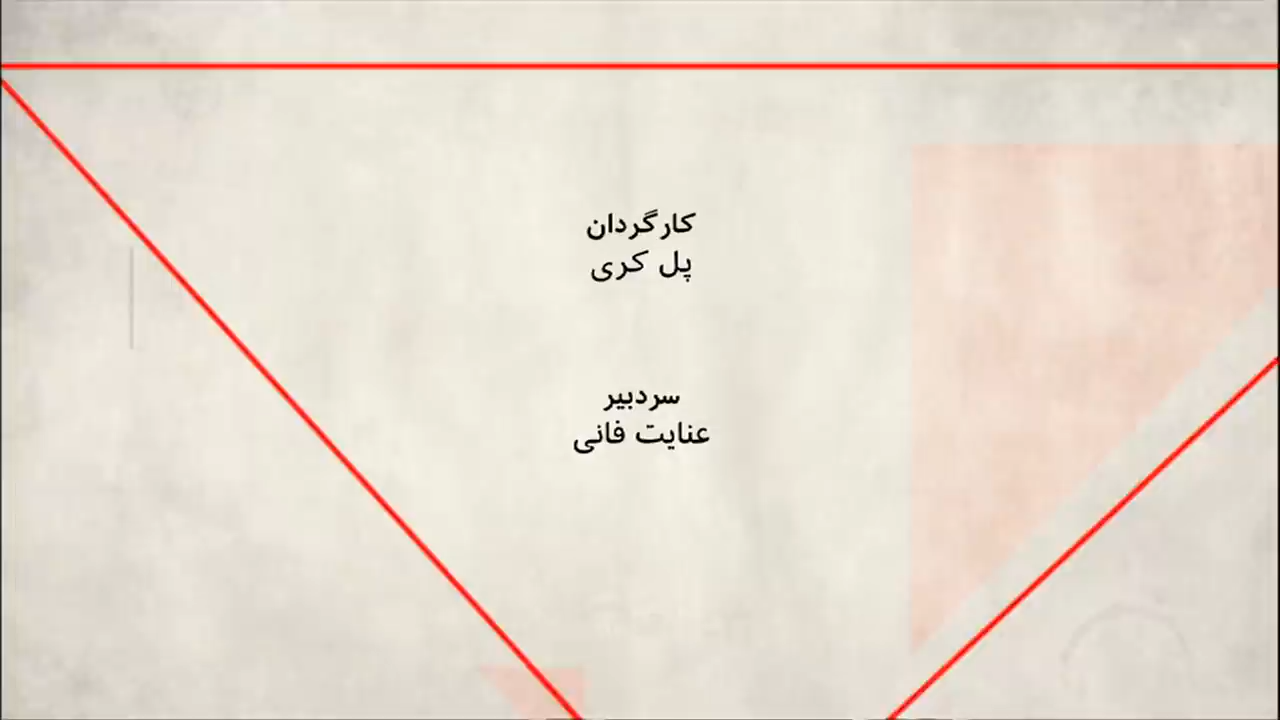 کارگردان
پل کری
سردبیر
عنایت فانی